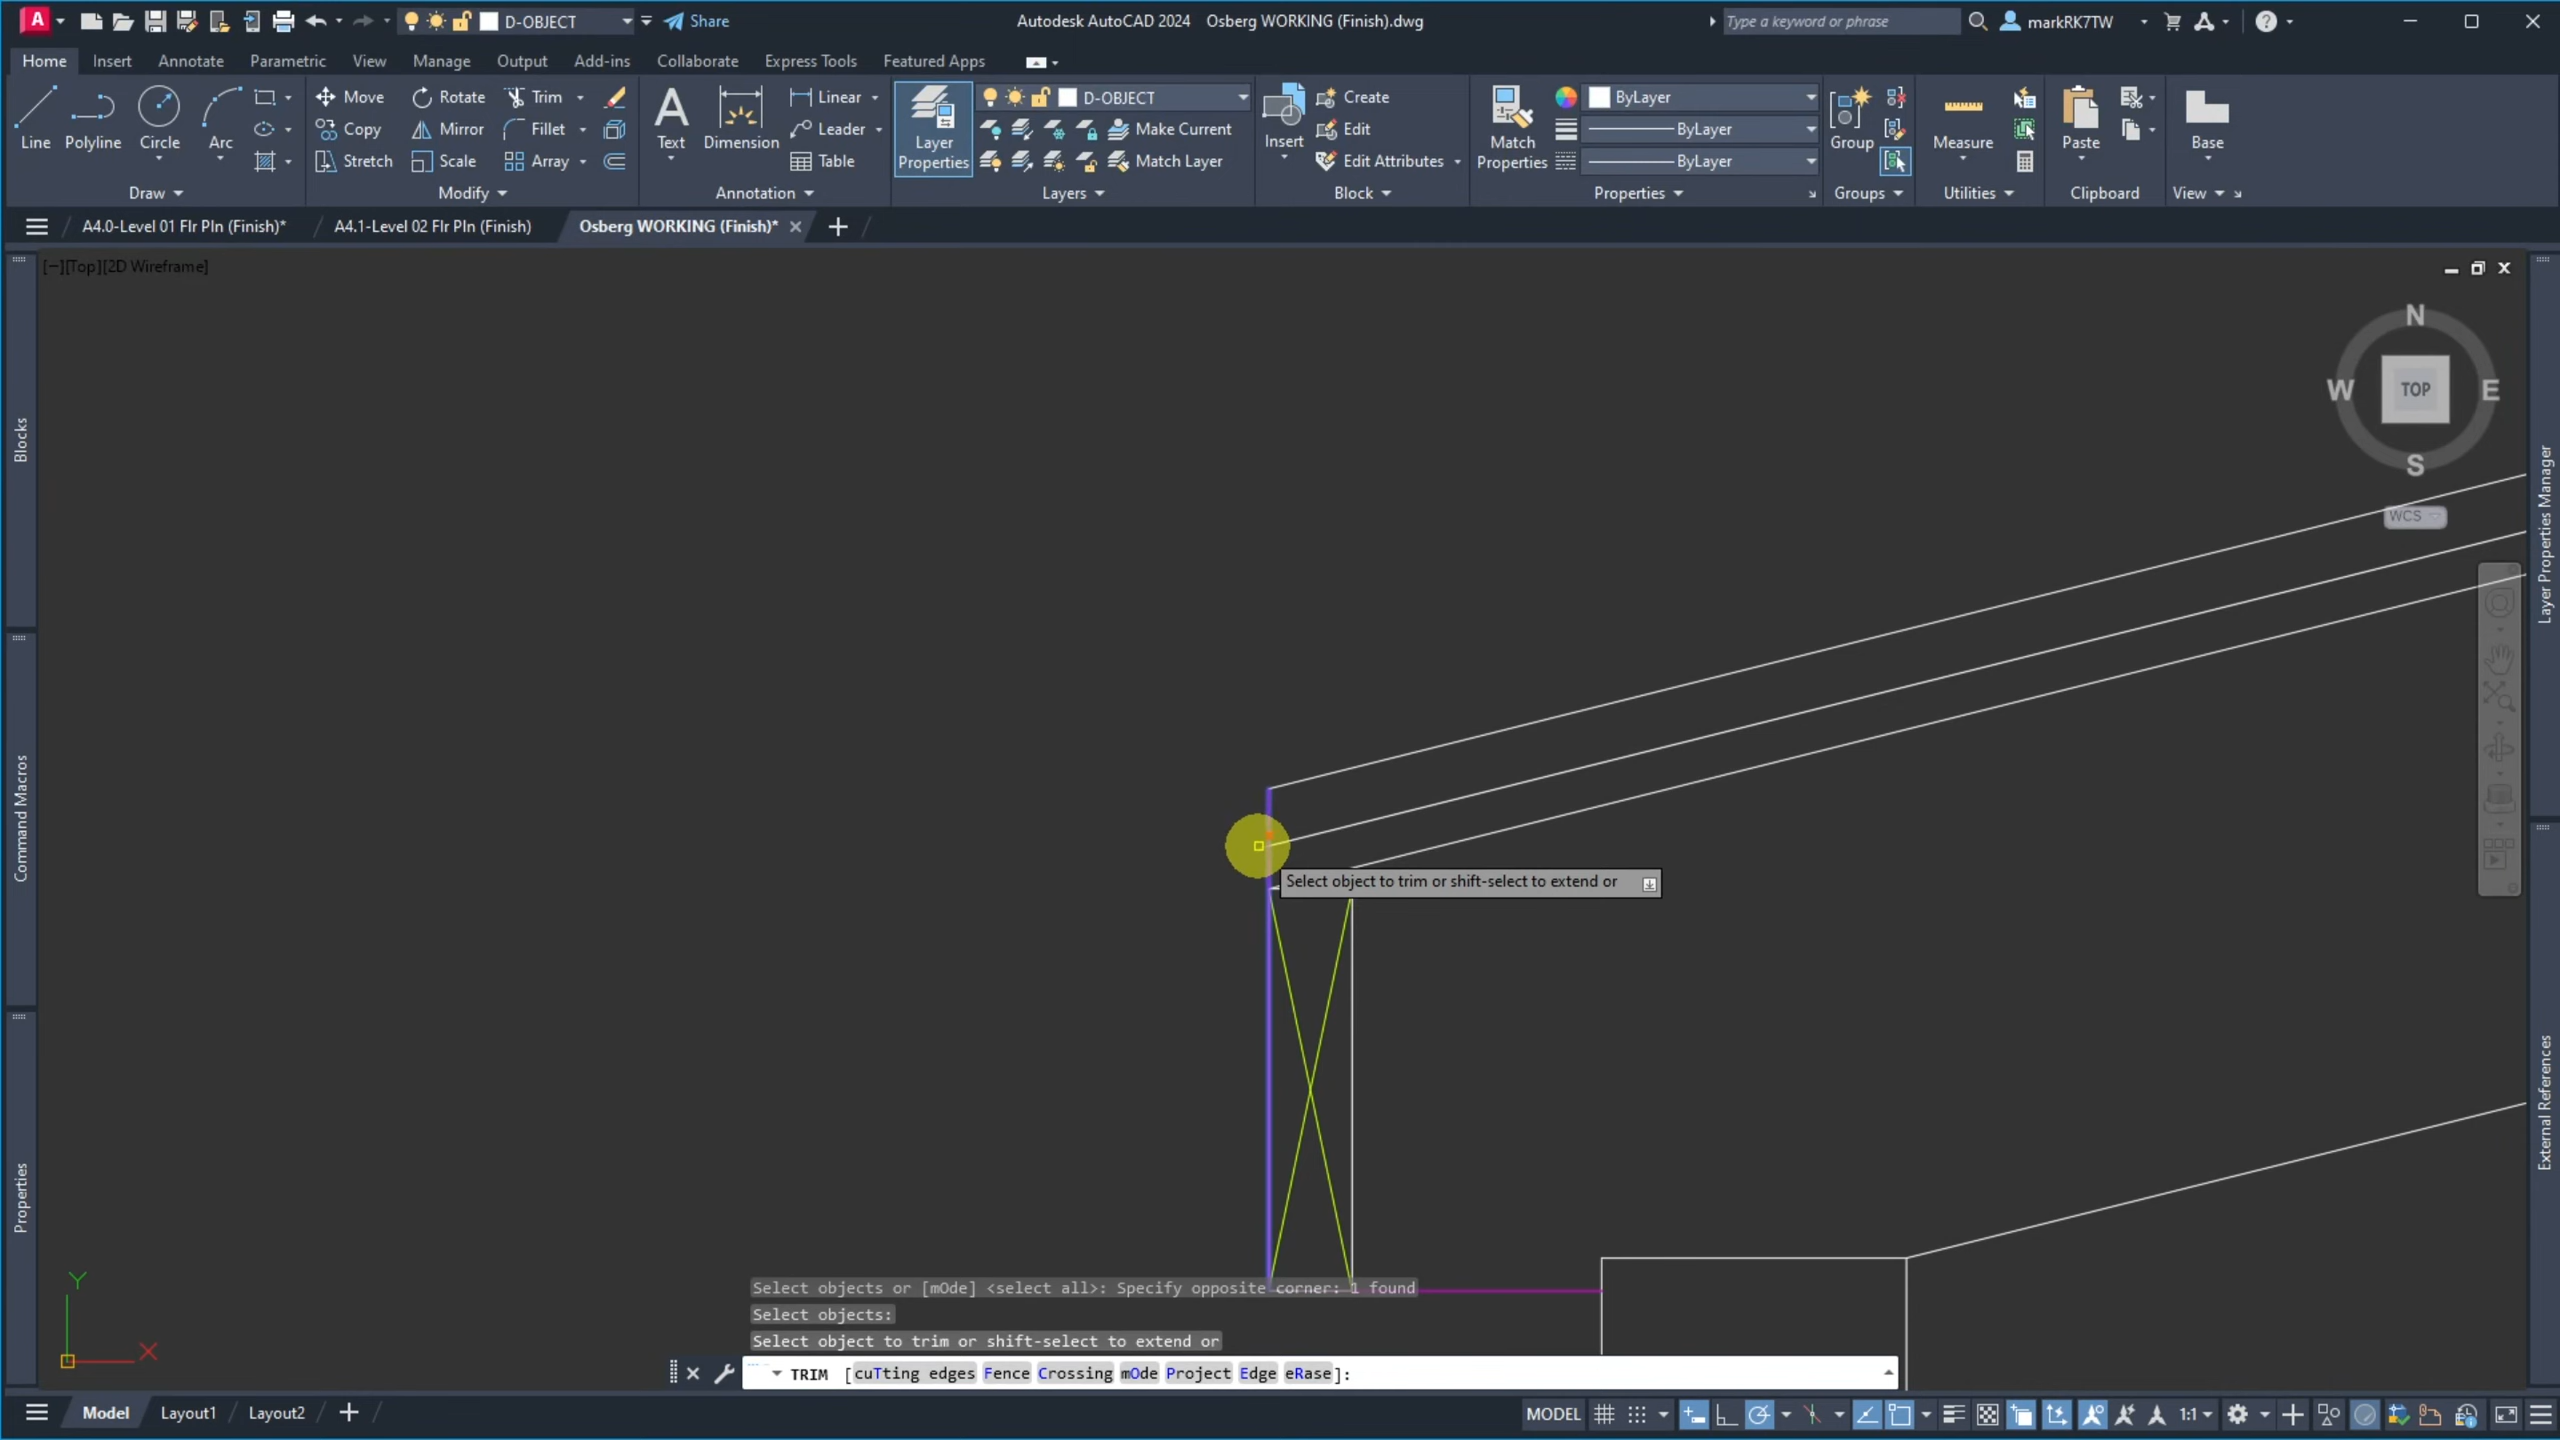 A D-OBJECT Share Autodesk AutoCAD 2024 Osberg WORKING (Finish).dwg Type a keyword or phrase markRK7TW
Home Insert Annotate Parametric View Manage Output Add-ins Collaborate Express Tools Featured Apps
Line Polyline Circle Arc
Draw
Move Rotate Trim
Copy Mirror Fillet
Stretch Scale Array
Modify
Text Dimension
Linear
Leader
Table
Annotation
Layer Properties
D-OBJECT
Make Current
Match Layer
Layers
Insert
Create
Edit
Edit Attributes
Block
Match Properties
ByLayer
ByLayer
ByLayer
Properties
Group
Groups
Measure
Utilities
Paste
Clipboard
Base
View
A4.0-Level 01 Flr Pln (Finish)* A4.1-Level 02 Flr Pln (Finish) Osberg WORKING (Finish)*
[−][Top][2D Wireframe]
N
W TOP E
S
WCS
Blocks
Command Macros
Properties
Layer Properties Manager
External References
Select object to trim or shift-select to extend or
Y
X
Select objects or [mOde] <select all>: Specify opposite corner: 1 found
Select objects:
Select object to trim or shift-select to extend or
TRIM [cuTting edges Fence Crossing mOde Project Edge eRase]:
Model Layout1 Layout2 MODEL 1:1